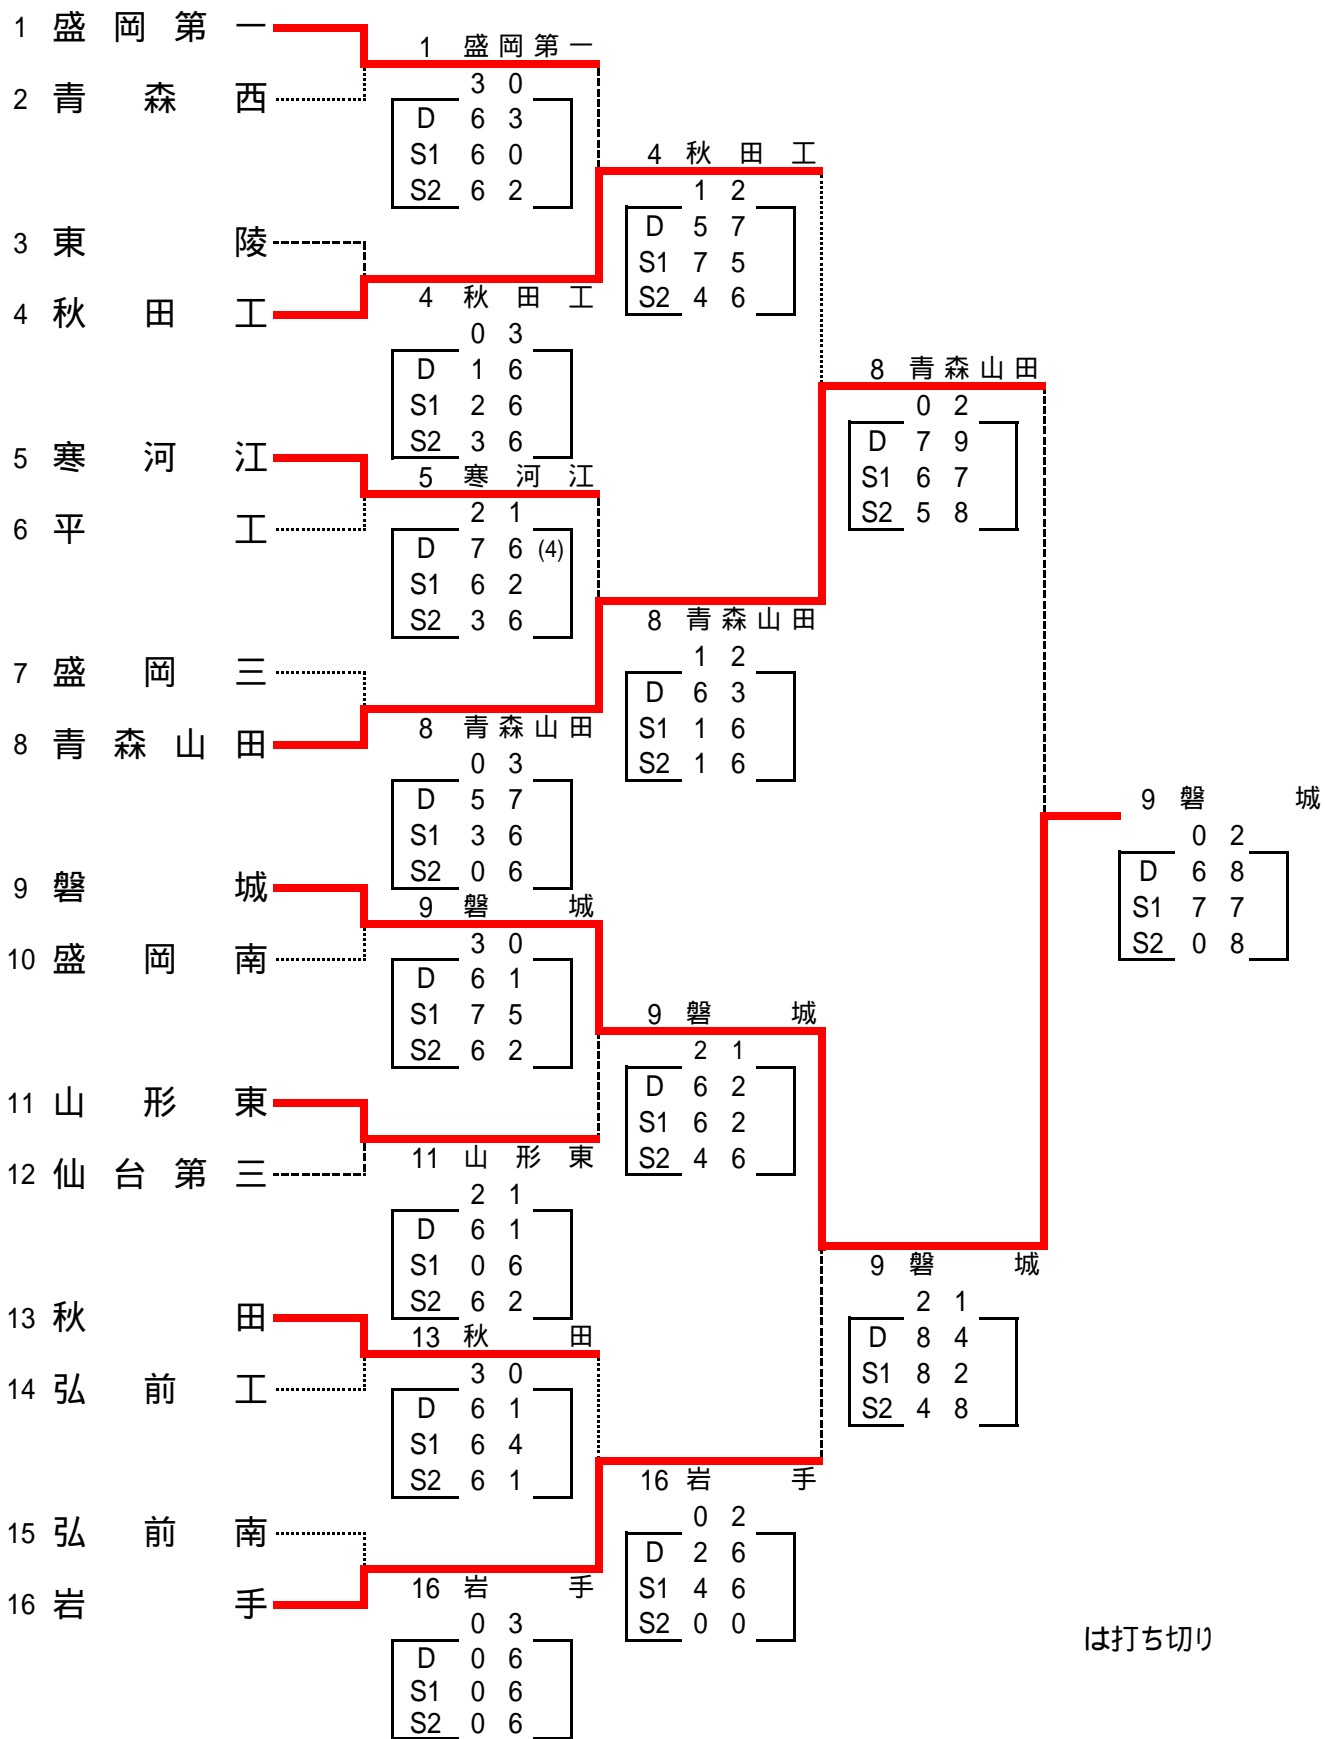 1 盛岡第一
2 青森西
3 東陵
4 秋田工
5 寒河江
6 平工
7 盛岡三
8 青森山田
9 磐城
10 盛岡南
11 山形東
12 仙台第三
13 秋田
14 弘前工
15 弘前南
16 岩手
1 盛岡第一
3 0
D 6 3
S1 6 0
S2 6 2
4 秋田工
0 3
D 1 6
S1 2 6
S2 3 6
5 寒河江
2 1
D 7 6 (4)
S1 6 2
S2 3 6
8 青森山田
0 3
D 5 7
S1 3 6
S2 0 6
9 磐城
3 0
D 6 1
S1 7 5
S2 6 2
11 山形東
2 1
D 6 1
S1 0 6
S2 6 2
13 秋田
3 0
D 6 1
S1 6 4
S2 6 1
16 岩手
0 3
D 0 6
S1 0 6
S2 0 6
4 秋田工
1 2
D 5 7
S1 7 5
S2 4 6
8 青森山田
1 2
D 6 3
S1 1 6
S2 1 6
9 磐城
2 1
D 6 2
S1 6 2
S2 4 6
16 岩手
0 2
D 2 6
S1 4 6
S2 0 0
8 青森山田
0 2
D 7 9
S1 6 7
S2 5 8
9 磐城
2 1
D 8 4
S1 8 2
S2 4 8
9 磐城
0 2
D 6 8
S1 7 7
S2 0 8
は打ち切り